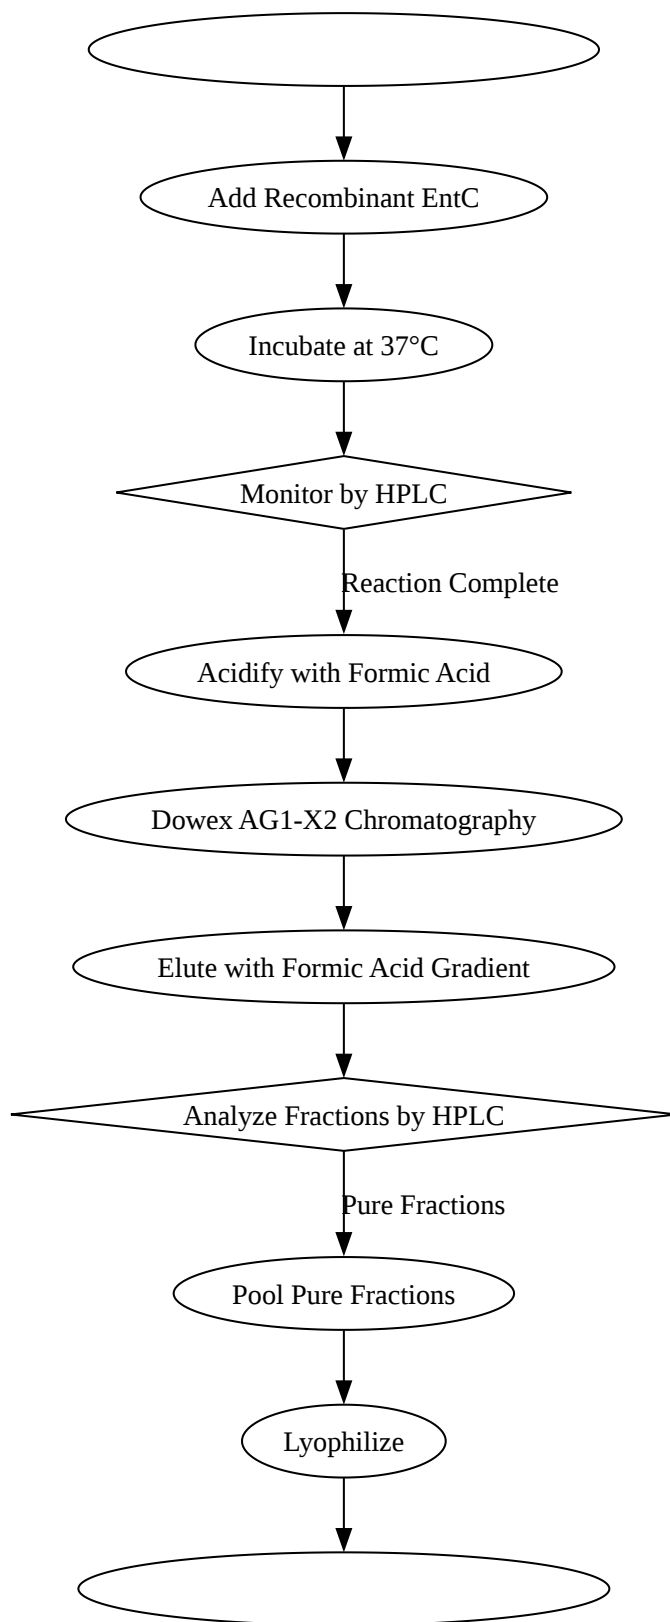 Add Recombinant EntC
Incubate at 37°C
Monitor by HPLC
Reaction Complete
Acidify with Formic Acid
Dowex AG1-X2 Chromatography
Elute with Formic Acid Gradient
Analyze Fractions by HPLC
Pure Fractions
Pool Pure Fractions
Lyophilize